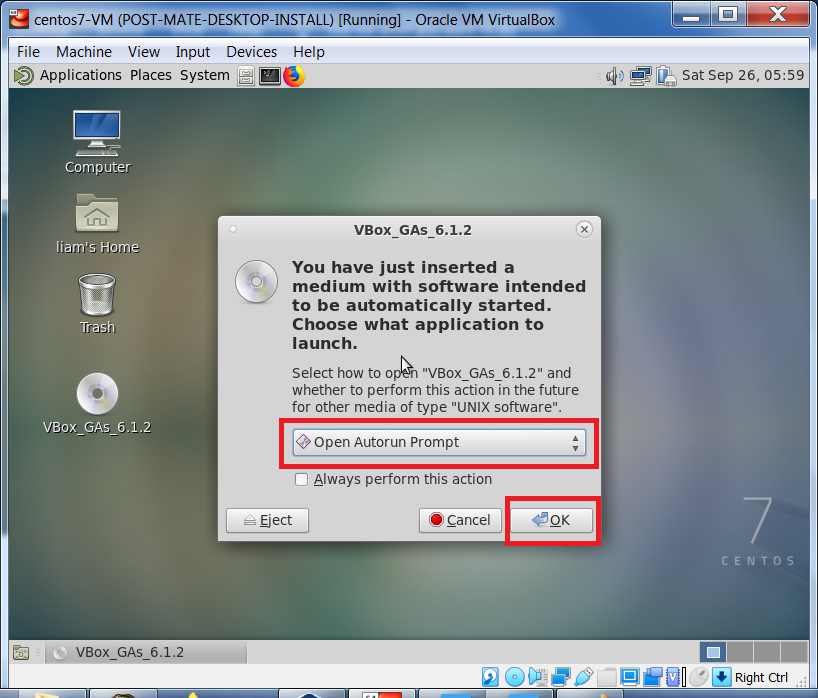 centos7-VM (POST-MATE-DESKTOP-INSTALL) [Running] - Oracle VM VirtualBox
File Machine View Input Devices Help
Applications Places System Sat Sep 26, 05:59
Computer
liam's Home
Trash
VBox_GAs_6.1.2
VBox_GAs_6.1.2
You have just inserted a
medium with software intended
to be automatically started.
Choose what application to
launch.
Select how to open "VBox_GAs_6.1.2" and
whether to perform this action in the future
for other media of type "UNIX software".
Open Autorun Prompt
Always perform this action
Eject Cancel OK
7
CENTOS
VBox_GAs_6.1.2
Right Ctrl